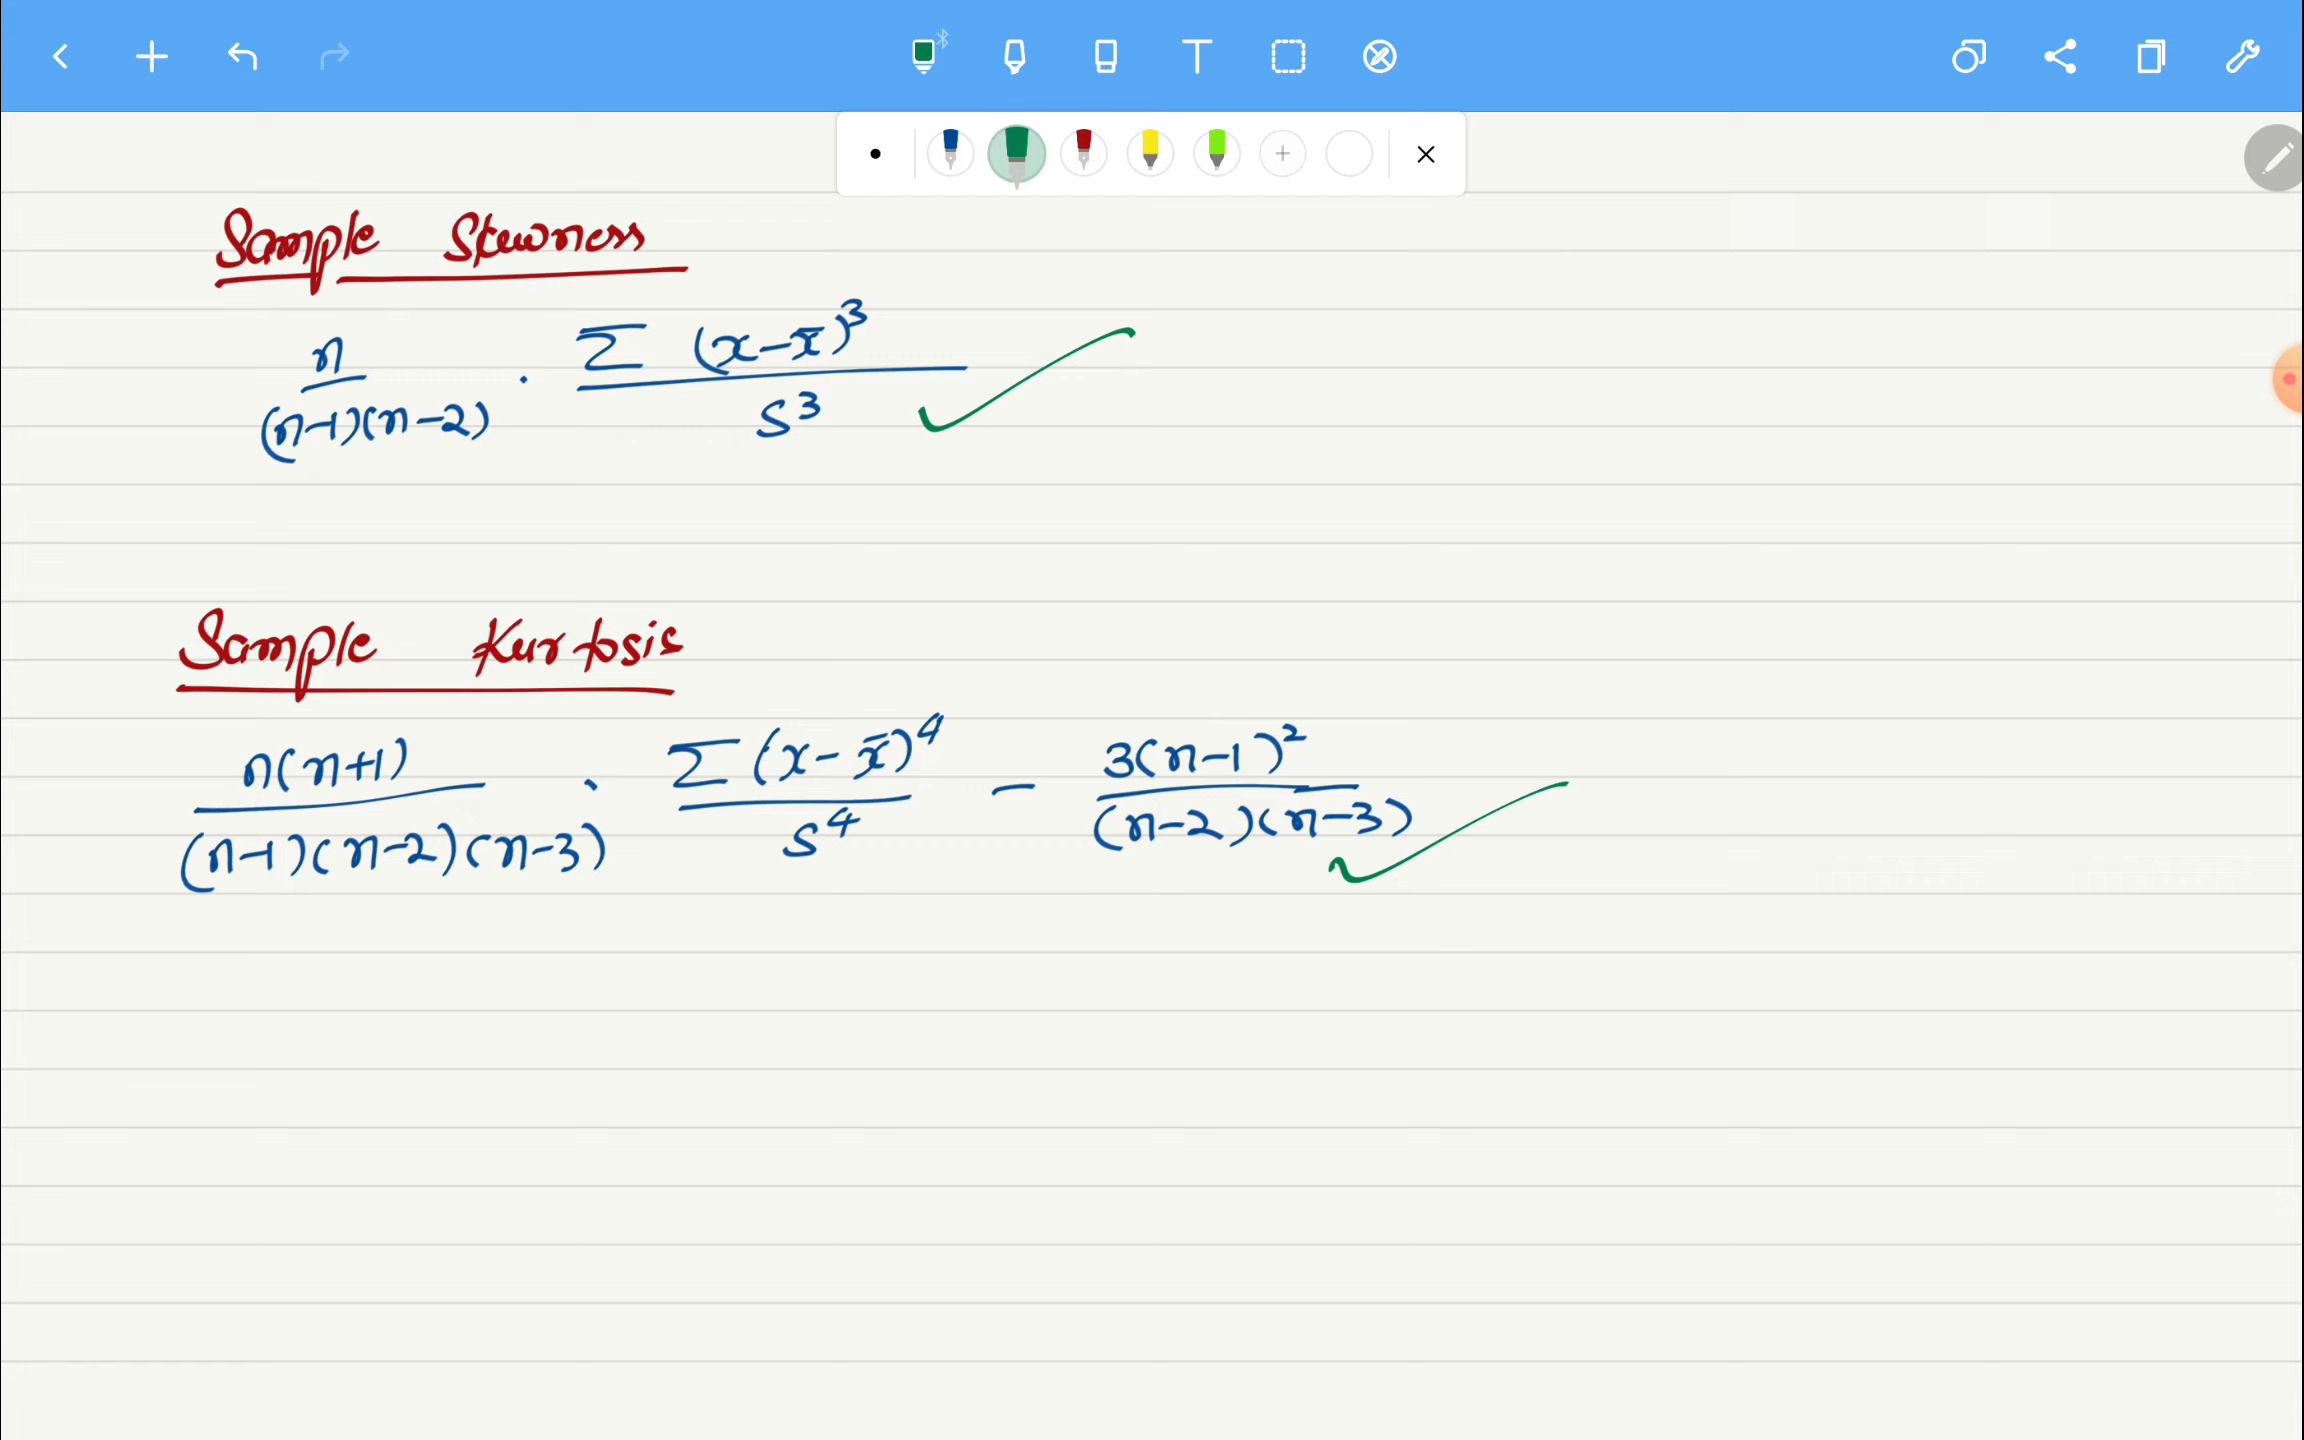 Sample Skewness
n/((n-1)(n-2)) · Σ(x-x̄)³/S³
Sample Kurtosis
n(n+1)/((n-1)(n-2)(n-3)) · Σ(x-x̄)⁴/S⁴ - 3(n-1)²/((n-2)(n-3))